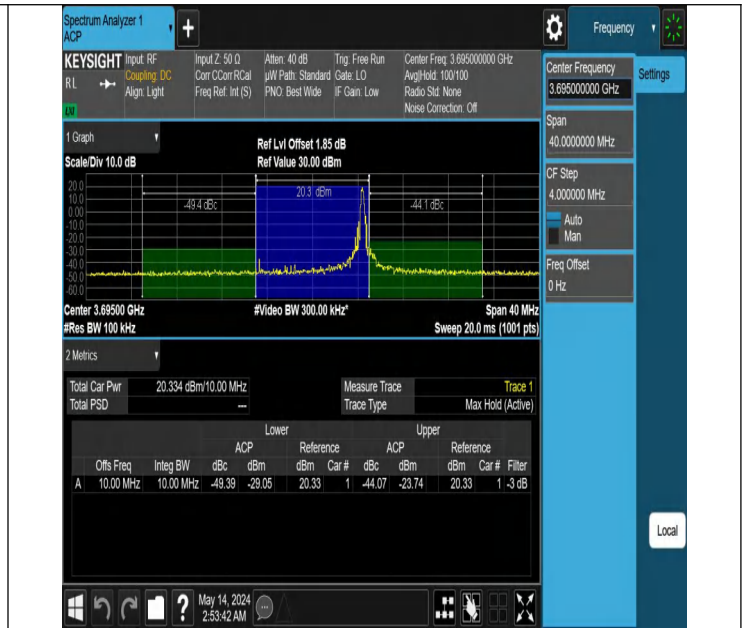 Spectrum Analyzer 1
ACP
Frequency
KEYSIGHT
RL
LXI
Input: RF
Coupling: DC
Align: Light
Input Z: 50 Ω
Corr CCorr RCal
Freq Ref: Int (S)
Atten: 40 dB
µW Path: Standard
PNO: Best Wide
Trig: Free Run
Gate: LO
IF Gain: Low
Center Freq: 3.695000000 GHz
Avg|Hold: 100/100
Radio Std: None
Noise Correction: Off
Center Frequency
3.695000000 GHz
Settings
Span
40.0000000 MHz
CF Step
4.000000 MHz
Auto
Man
Freq Offset
0 Hz
1 Graph
Scale/Div 10.0 dB
Ref Lvl Offset 1.85 dB
Ref Value 30.00 dBm
20.0
10.0
0.00
-10.0
-20.0
-30.0
-40.0
-50.0
-60.0
-49.4 dBc
20.3 dBm
-44.1 dBc
Center 3.69500 GHz #Video BW 300.00 kHz* Span 40 MHz
#Res BW 100 kHz Sweep 20.0 ms (1001 pts)
2 Metrics
Total Car Pwr 20.334 dBm/10.00 MHz Measure Trace Trace 1
Total PSD --- Trace Type Max Hold (Active)
Lower Upper
ACP Reference ACP Reference
Offs Freq Integ BW dBc dBm dBm Car # dBc dBm dBm Car # Filter
A 10.00 MHz 10.00 MHz -49.39 -29.05 20.33 1 -44.07 -23.74 20.33 1 -3 dB
Local
May 14, 2024
2:53:42 AM